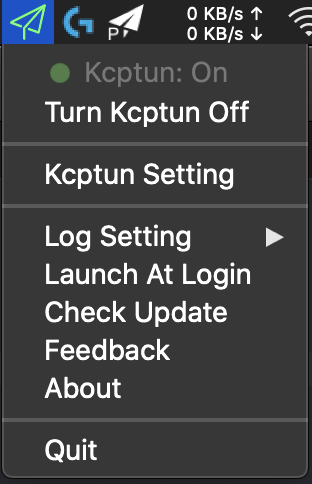 P
0 KB/s ↑
0 KB/s ↓
Kcptun: On
Turn Kcptun Off
Kcptun Setting
Log Setting
Launch At Login
Check Update
Feedback
About
Quit